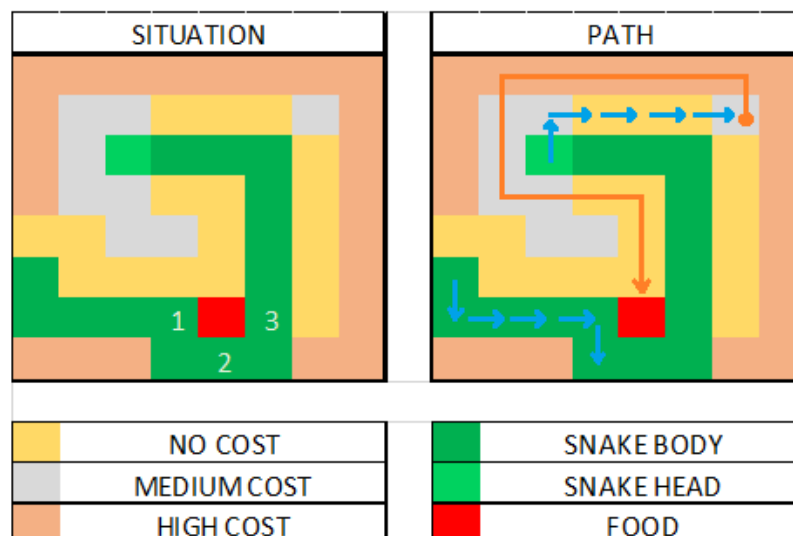 SITUATION PATH
1 3
2
NO COST SNAKE BODY
MEDIUM COST SNAKE HEAD
HIGH COST FOOD